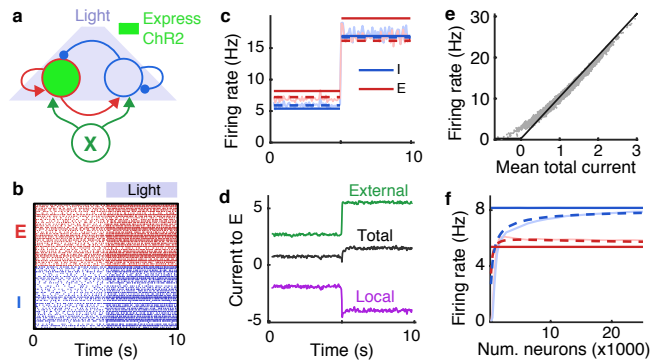 a
Light
Express
ChR2
X
b
Light
E
I
0
10
Time (s)
c
Firing rate (Hz)
15
10
5
0
I
E
0
10
d
Current to E
5
0
-5
External
Total
Local
0
10
Time (s)
e
Firing rate (Hz)
30
20
10
0
0
1
2
3
Mean total current
f
Firing rate (Hz)
8
4
0
0
10
20
Num. neurons (x1000)